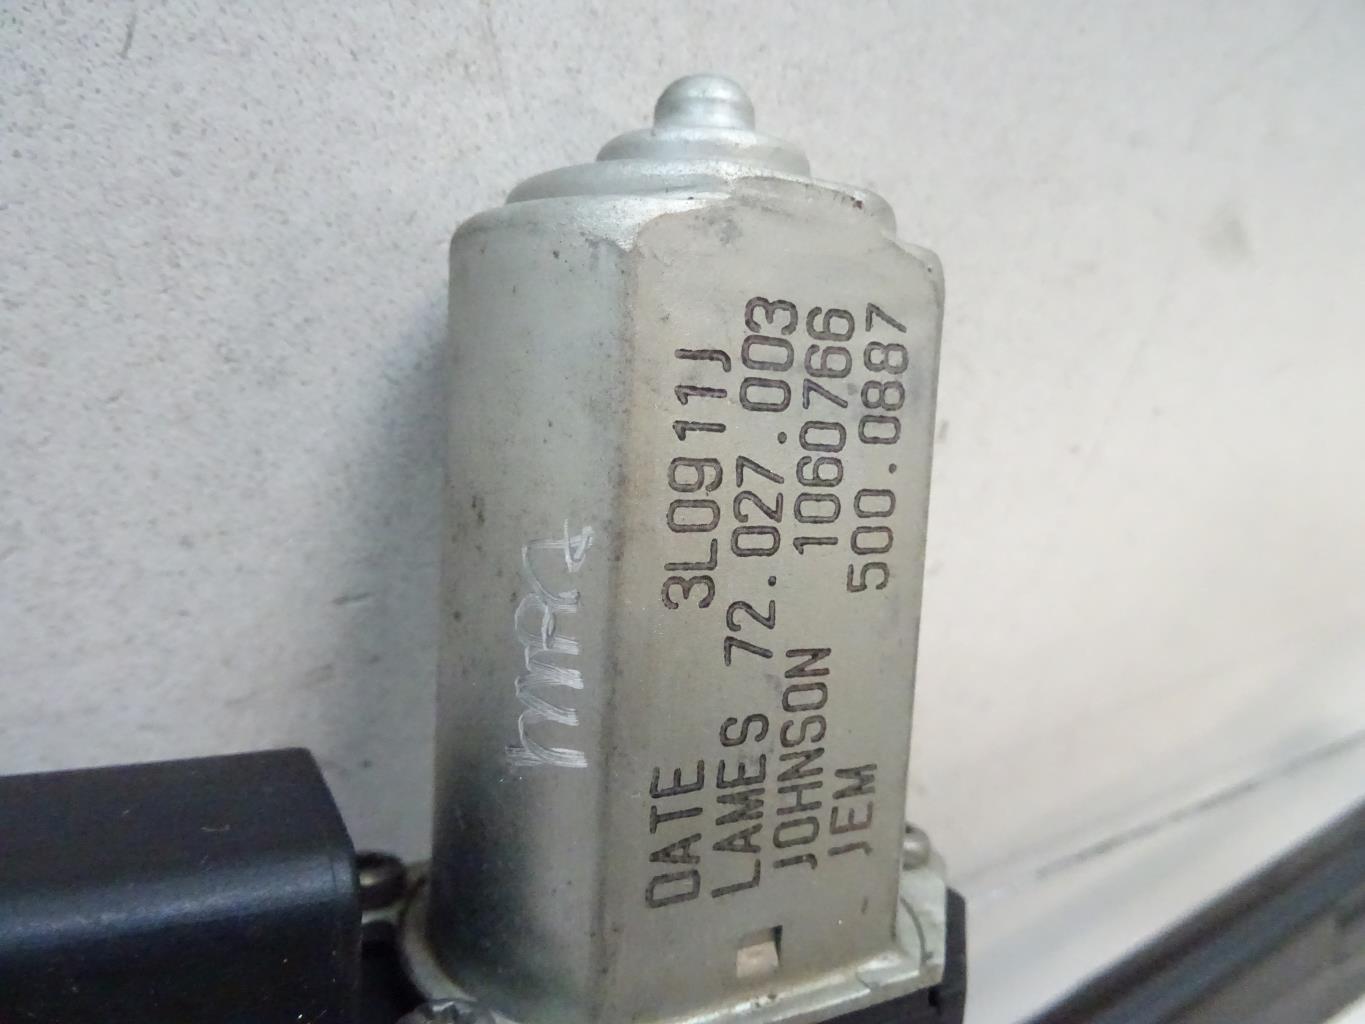 DATE 3L0911J
LAMES 72.027.003
JOHNSON 1060766
JEM 500.0887